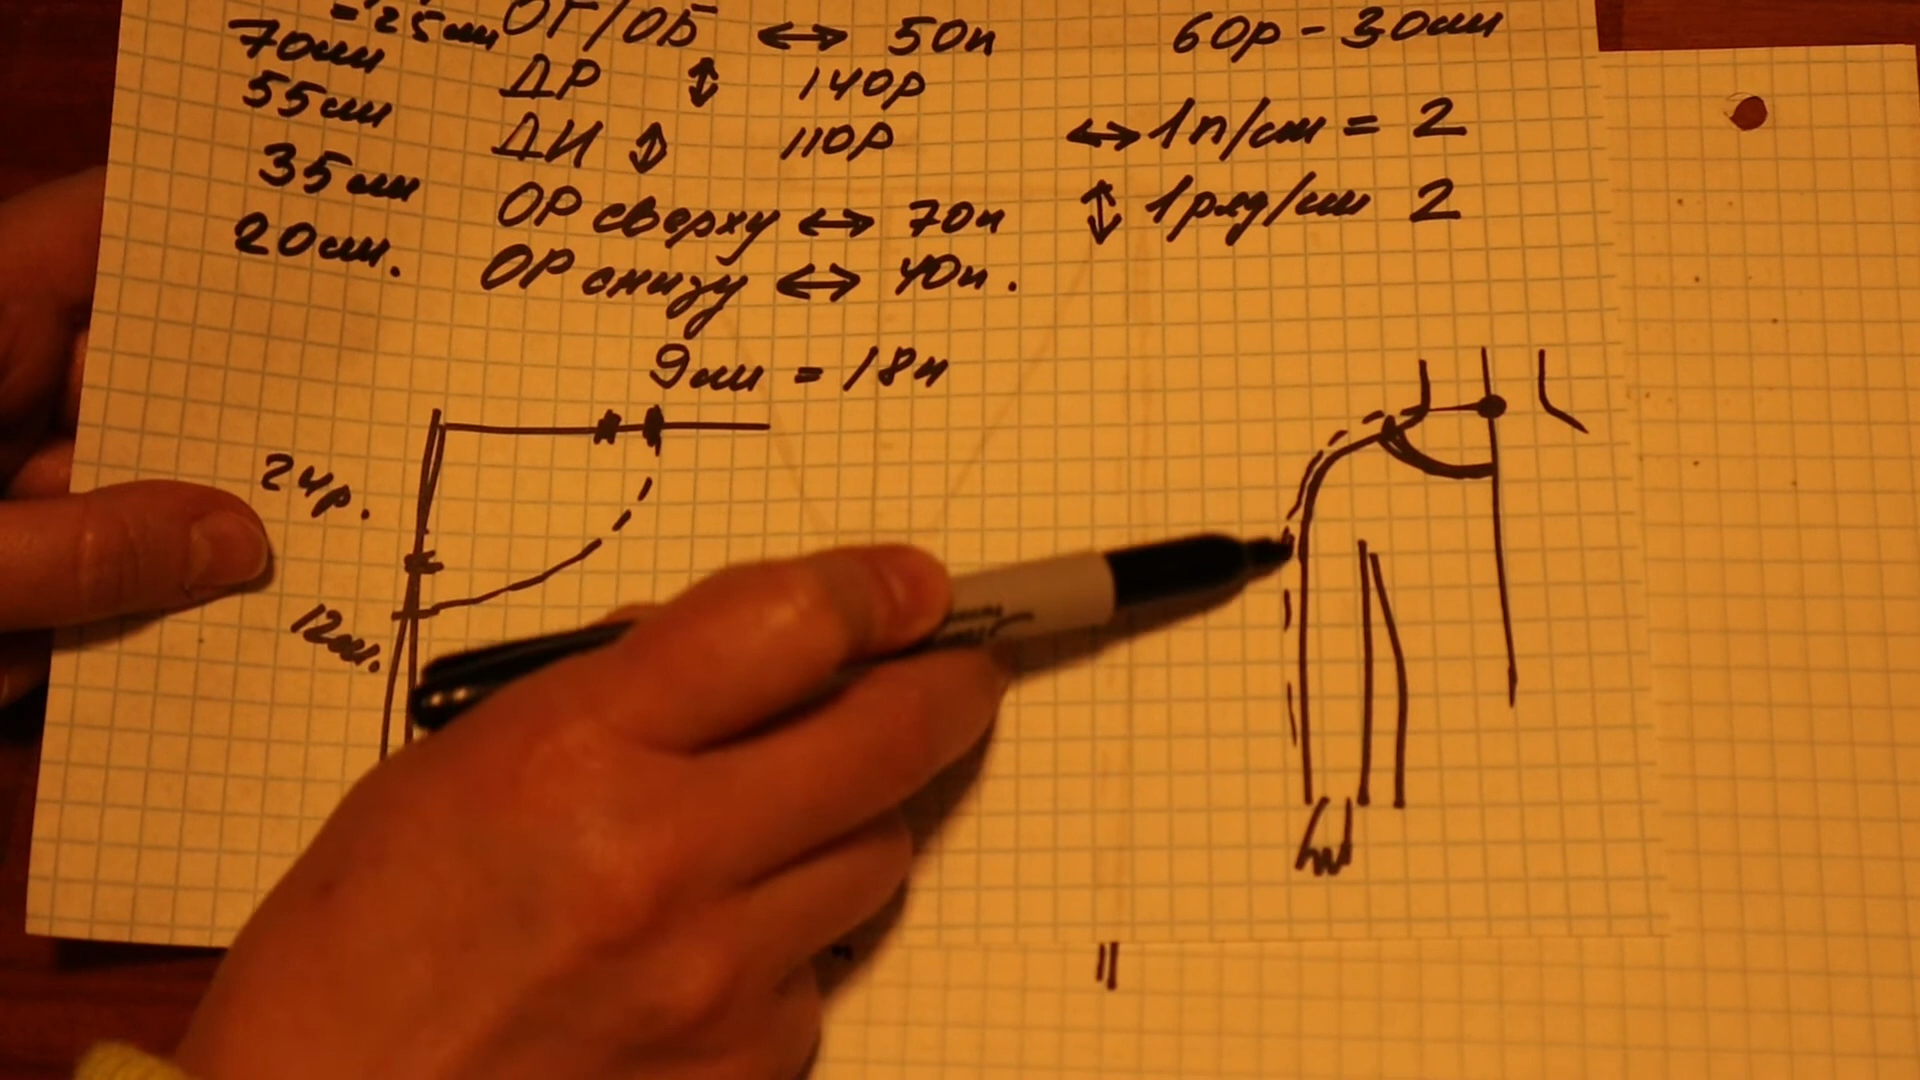 = 25см ОГ/ОБ ↔ 50п 60р - 30см
70см ДР ↕ 140р
55см ДИ ↕ 110р ↔ 1п/см = 2
35см ОР сверху ↔ 70п ↕ 1ряд/см 2
20см. ОР снизу ↔ 40п.
9см = 18п
24р.
12см.